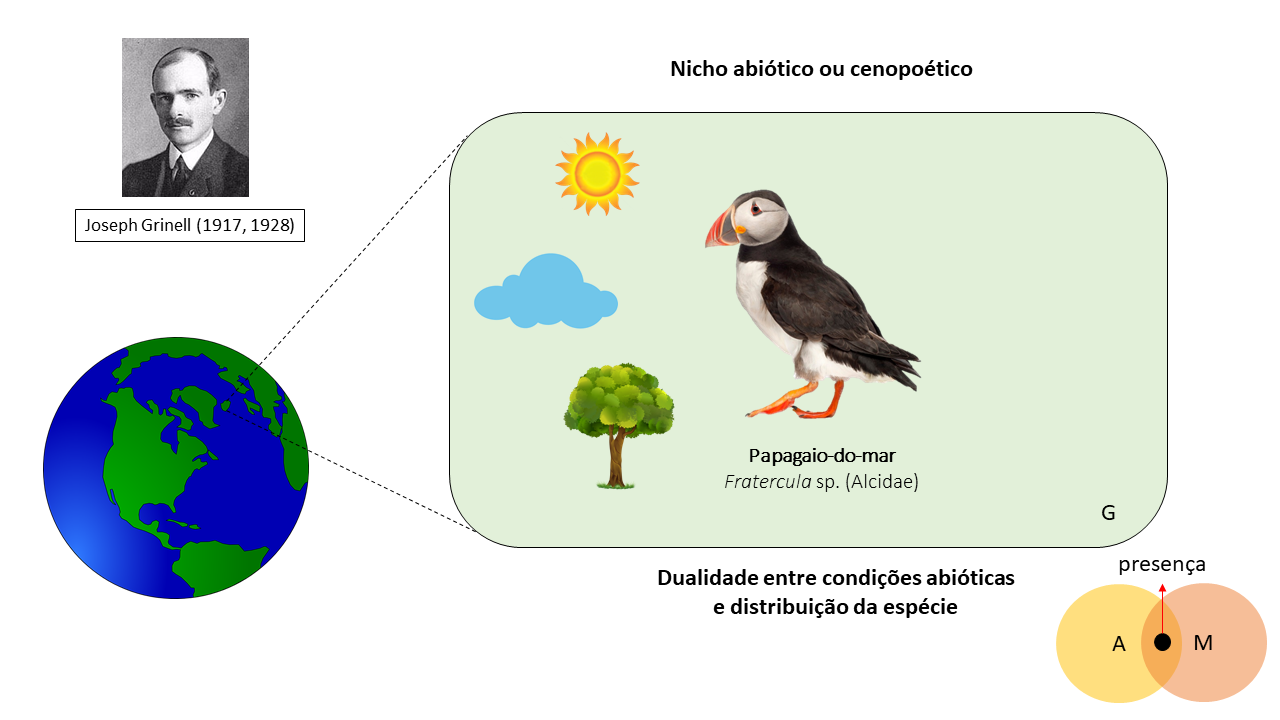 Nicho abiótico ou cenopoético
Joseph Grinell (1917, 1928)
Papagaio-do-mar
Fratercula sp. (Alcidae)
G
Dualidade entre condições abióticas
e distribuição da espécie
presença
A
M